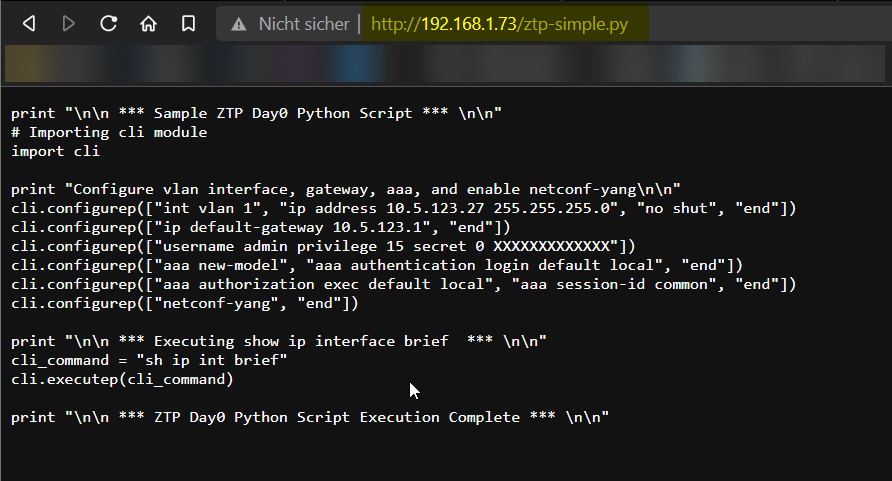 Nicht sicher | http://192.168.1.73/ztp-simple.py
print "\n\n *** Sample ZTP Day0 Python Script *** \n\n"
# Importing cli module
import cli
print "Configure vlan interface, gateway, aaa, and enable netconf-yang\n\n"
cli.configurep(["int vlan 1", "ip address 10.5.123.27 255.255.255.0", "no shut", "end"])
cli.configurep(["ip default-gateway 10.5.123.1", "end"])
cli.configurep(["username admin privilege 15 secret 0 XXXXXXXXXXXXX"])
cli.configurep(["aaa new-model", "aaa authentication login default local", "end"])
cli.configurep(["aaa authorization exec default local", "aaa session-id common", "end"])
cli.configurep(["netconf-yang", "end"])
print "\n\n *** Executing show ip interface brief  *** \n\n"
cli_command = "sh ip int brief"
cli.executep(cli_command)
print "\n\n *** ZTP Day0 Python Script Execution Complete *** \n\n"